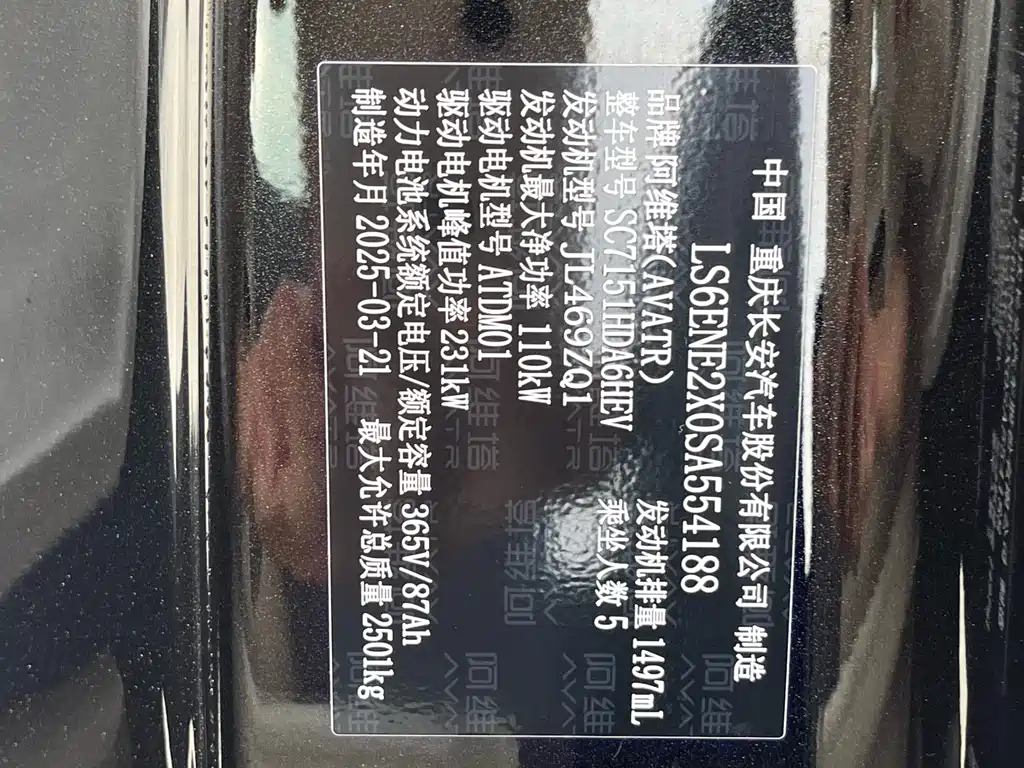 中国 重庆长安汽车股份有限公司 制造
LS6ENE2X0SA554188
品牌 阿维塔(AVATR) 发动机排量 1497mL
整车型号 SC7151HDA6HEV 乘坐人数 5
发动机型号 JL469ZQ1
发动机最大净功率 110kW
驱动电机型号 ATDM01
驱动电机峰值功率 231kW
动力电池系统额定电压/额定容量 365V/87Ah
制造年月 2025-03-21 最大允许总质量 2501kg